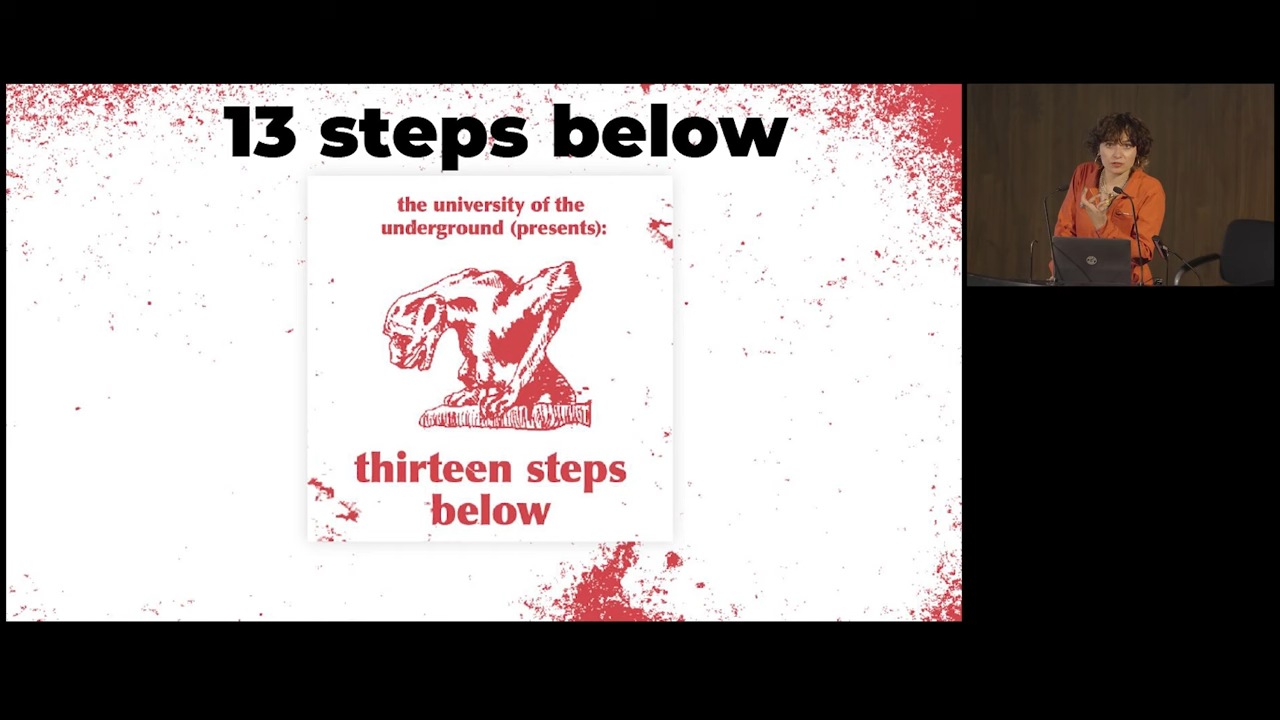 13 steps below
the university of the
underground (presents):
thirteen steps
below